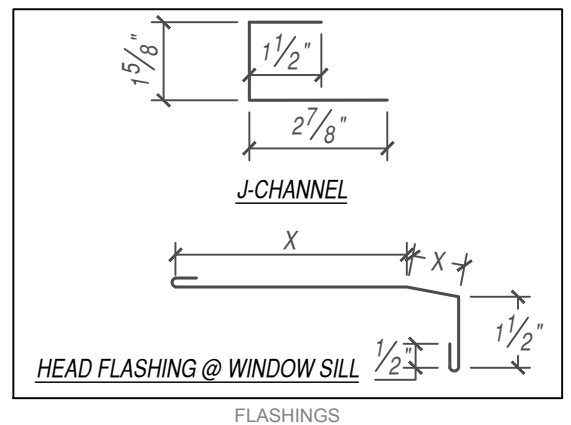 1 5/8"
1 1/2"
2 7/8"
J-CHANNEL
X
X
1 1/2"
1/2"
HEAD FLASHING @ WINDOW SILL
FLASHINGS